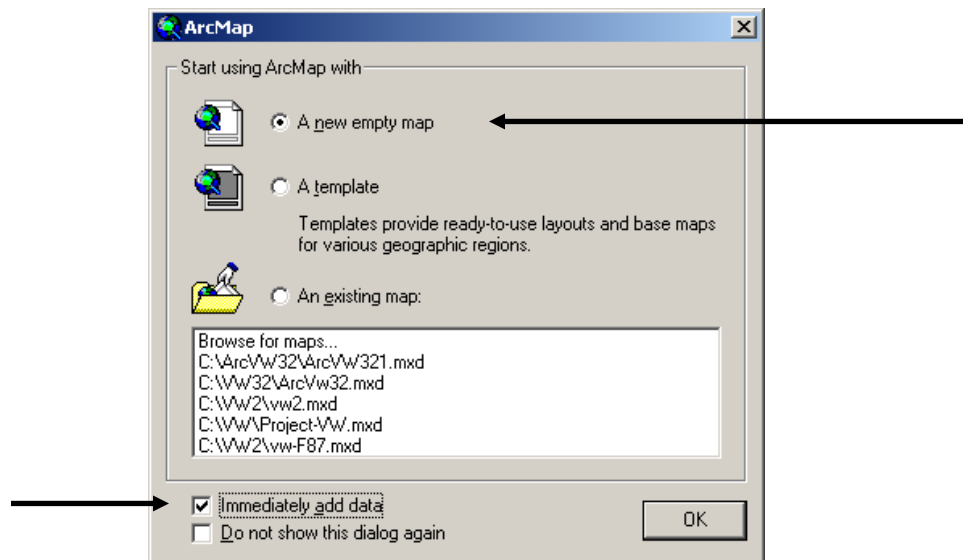 ArcMap
Start using ArcMap with
A new empty map
A template
Templates provide ready-to-use layouts and base maps
for various geographic regions.
An existing map:
Browse for maps...
C:\ArcVW32\ArcVW321.mxd
C:\VW32\ArcVw32.mxd
C:\VW2\vw2.mxd
C:\VW\Project-VW.mxd
C:\VW2\vw-F87.mxd
Immediately add data
Do not show this dialog again
OK